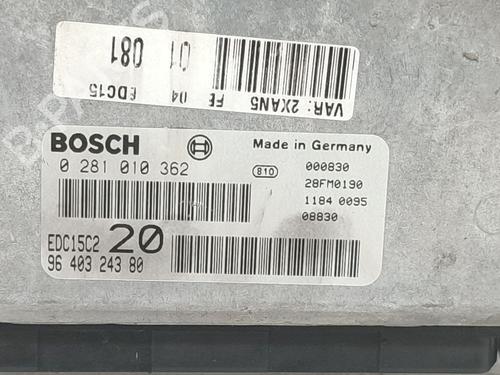 VAR: 2XAN5 FE 04 EDC15
01 081
BOSCH Made in Germany
0 281 010 362 810 000830
28FM0190
1184 0095
08830
EDC15C2 20
96 403 243 80